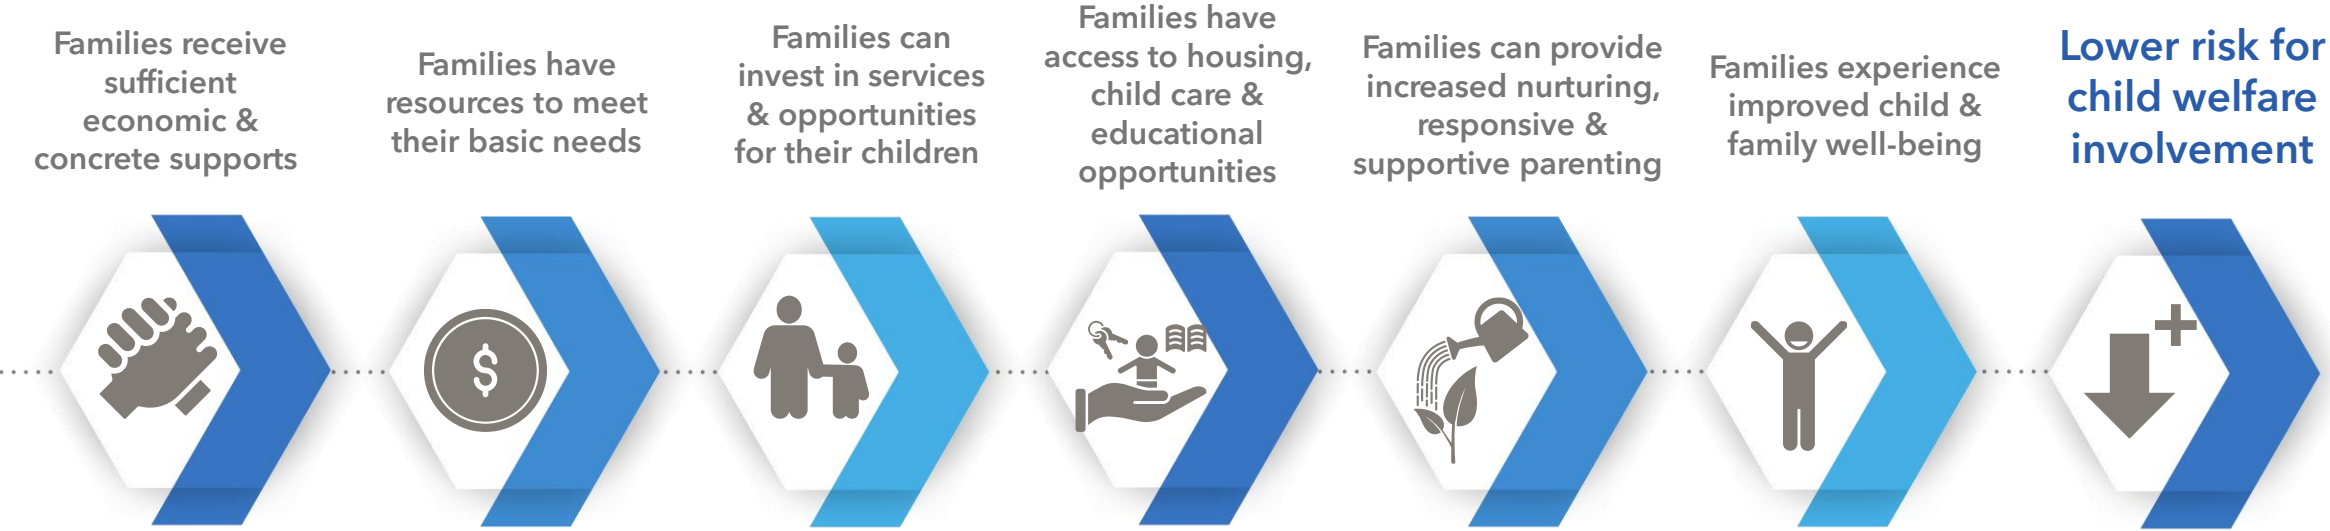 Families receive
sufficient
economic &
concrete supports
Families have
resources to meet
their basic needs
Families can
invest in services
& opportunities
for their children
Families have
access to housing,
child care &
educational
opportunities
Families can provide
increased nurturing,
responsive &
supportive parenting
Families experience
improved child &
family well-being
Lower risk for
child welfare
involvement
$
+